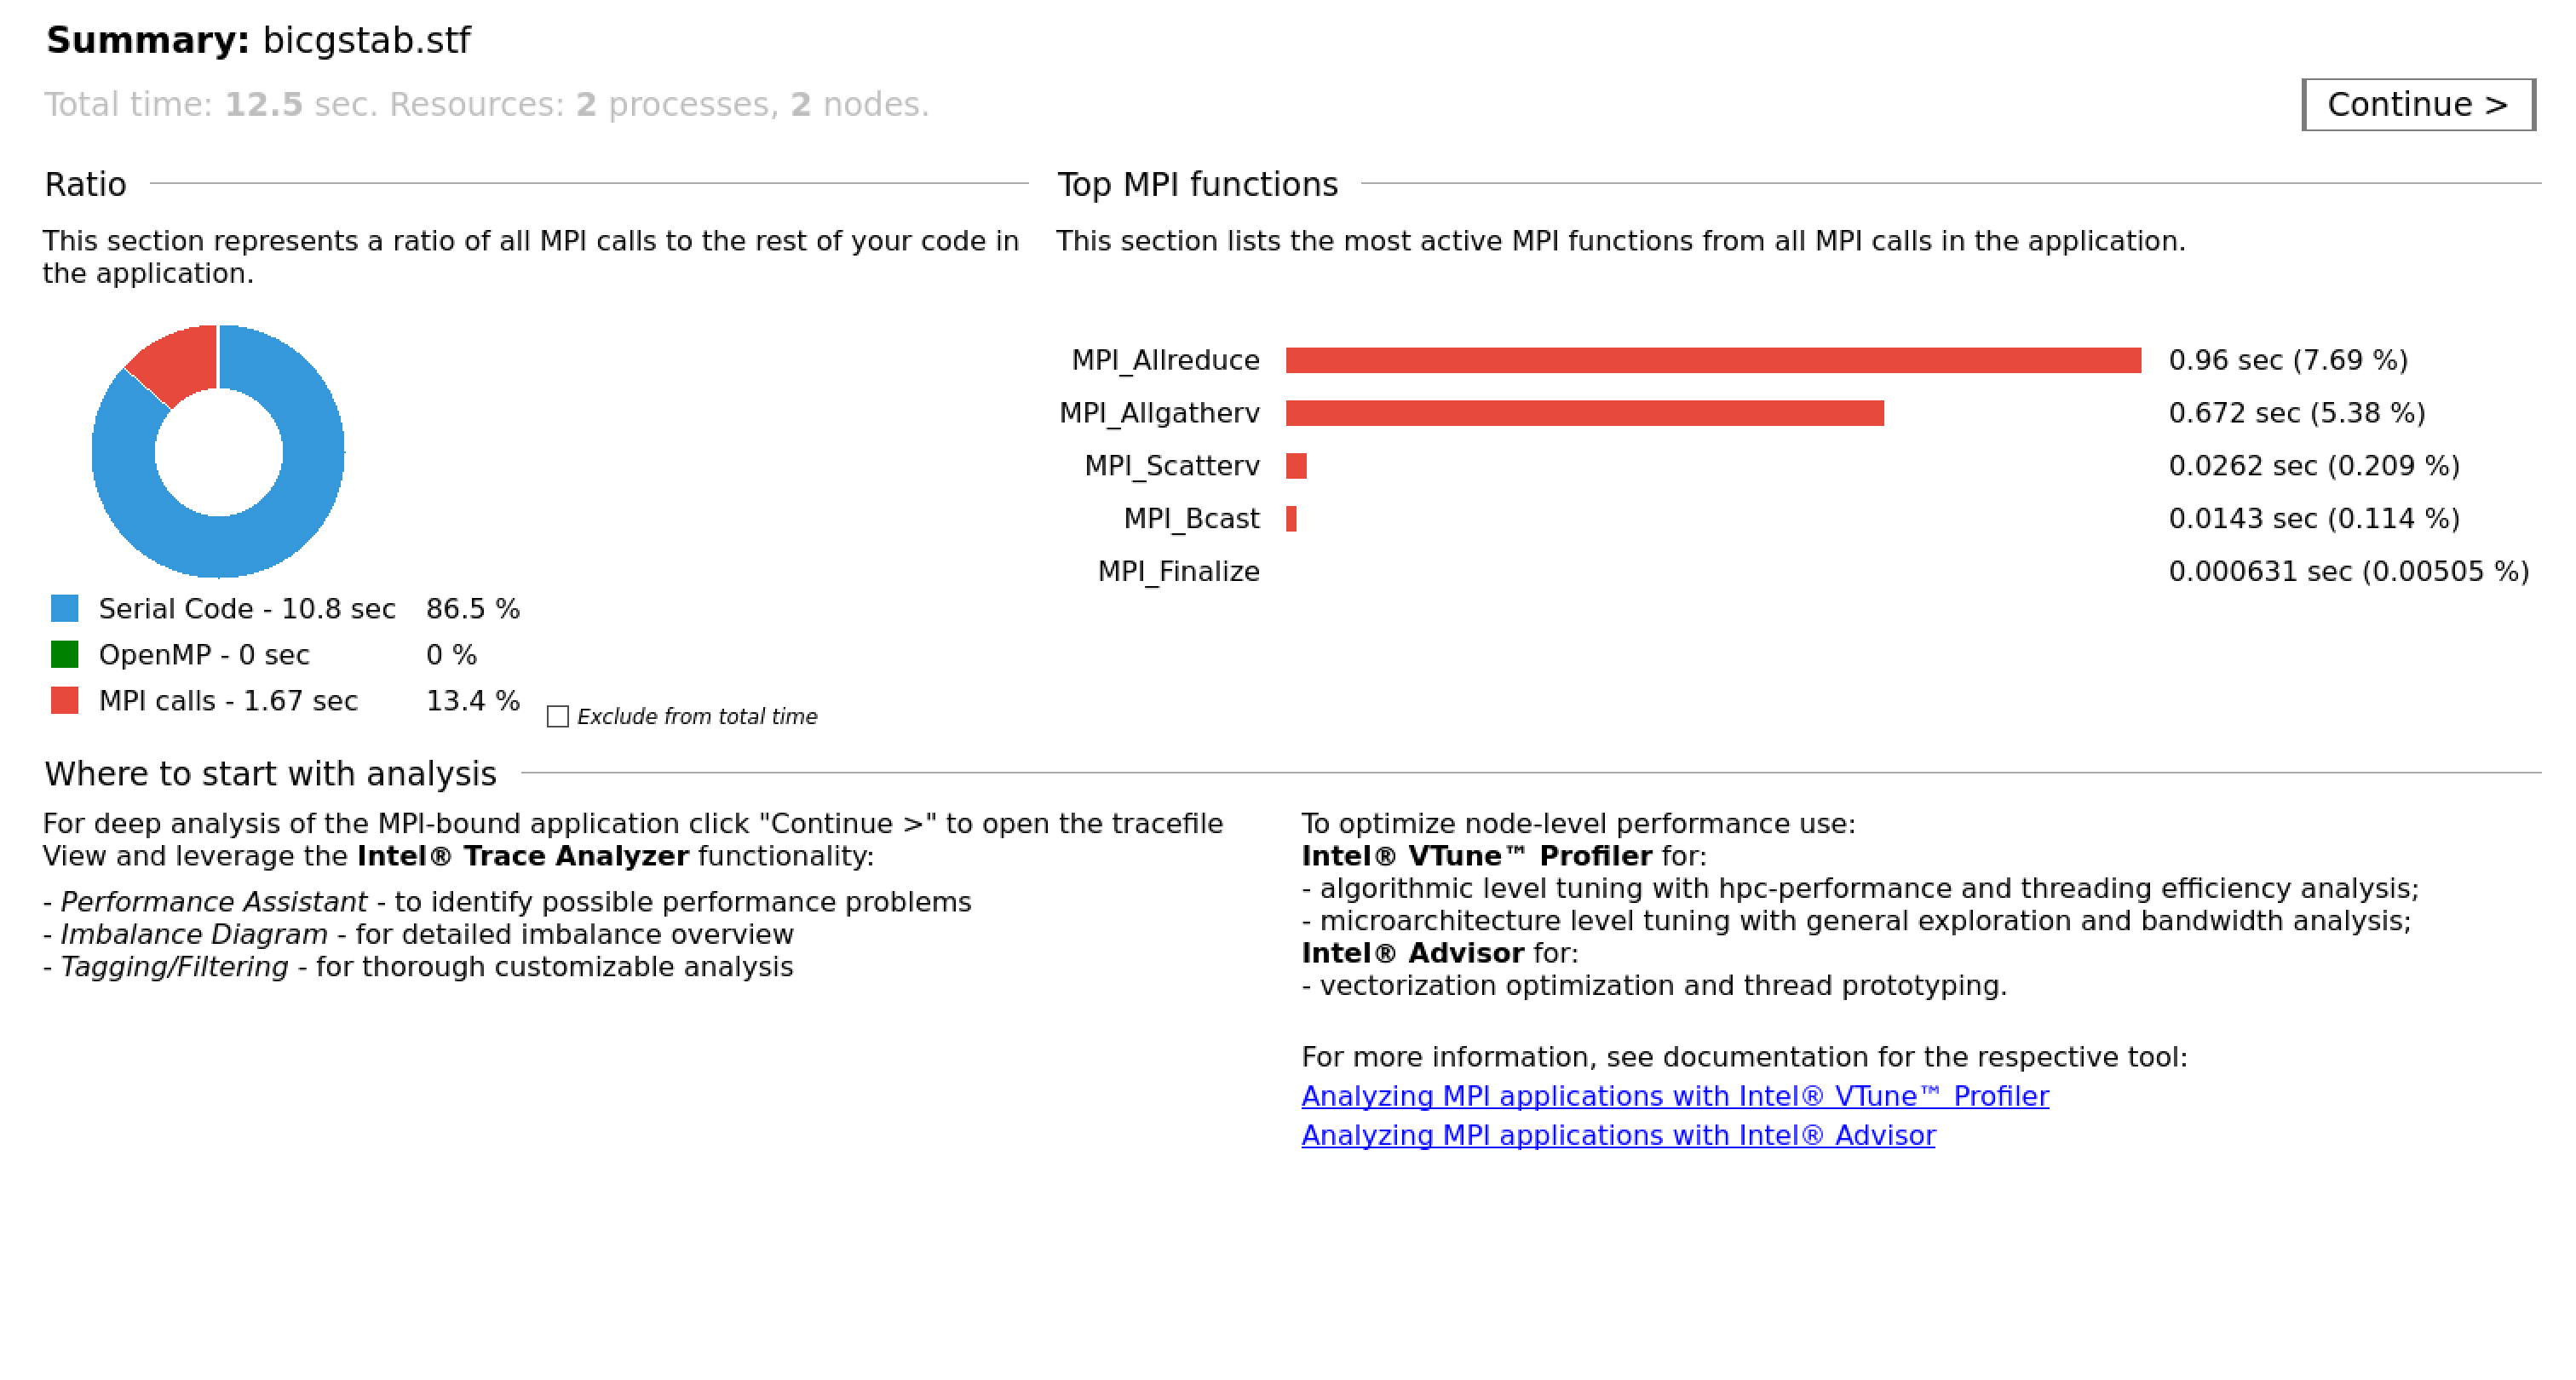 Summary: bicgstab.stf
Total time: 12.5 sec. Resources: 2 processes, 2 nodes.
Continue >
Ratio
This section represents a ratio of all MPI calls to the rest of your code in
the application.
Serial Code - 10.8 sec 86.5 %
OpenMP - 0 sec 0 %
MPI calls - 1.67 sec 13.4 %
Exclude from total time
Top MPI functions
This section lists the most active MPI functions from all MPI calls in the application.
MPI_Allreduce 0.96 sec (7.69 %)
MPI_Allgatherv 0.672 sec (5.38 %)
MPI_Scatterv 0.0262 sec (0.209 %)
MPI_Bcast 0.0143 sec (0.114 %)
MPI_Finalize 0.000631 sec (0.00505 %)
Where to start with analysis
For deep analysis of the MPI-bound application click "Continue >" to open the tracefile
View and leverage the Intel® Trace Analyzer functionality:
- Performance Assistant - to identify possible performance problems
- Imbalance Diagram - for detailed imbalance overview
- Tagging/Filtering - for thorough customizable analysis
To optimize node-level performance use:
Intel® VTune™ Profiler for:
- algorithmic level tuning with hpc-performance and threading efficiency analysis;
- microarchitecture level tuning with general exploration and bandwidth analysis;
Intel® Advisor for:
- vectorization optimization and thread prototyping.
For more information, see documentation for the respective tool:
Analyzing MPI applications with Intel® VTune™ Profiler
Analyzing MPI applications with Intel® Advisor